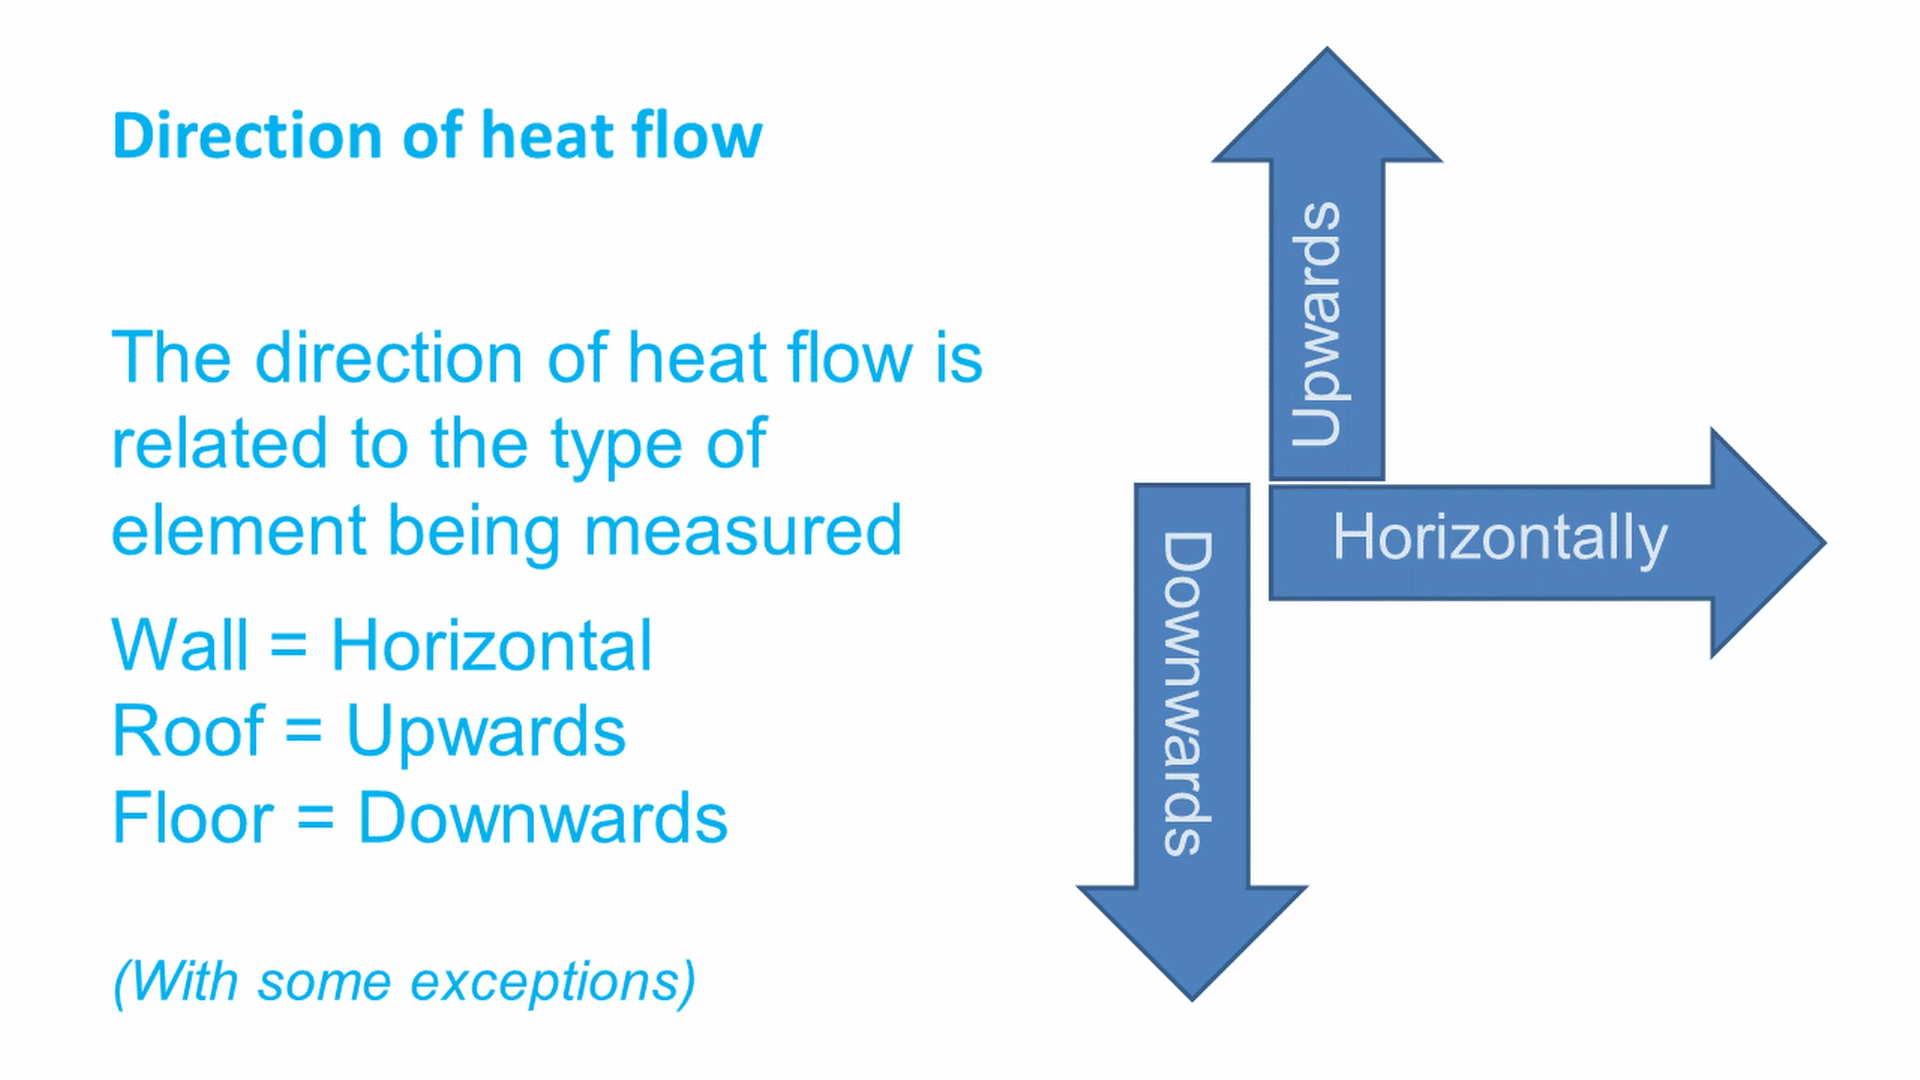 Direction of heat flow
The direction of heat flow is
related to the type of
element being measured
Wall = Horizontal
Roof = Upwards
Floor = Downwards
(With some exceptions)
Upwards
Horizontally
Downwards